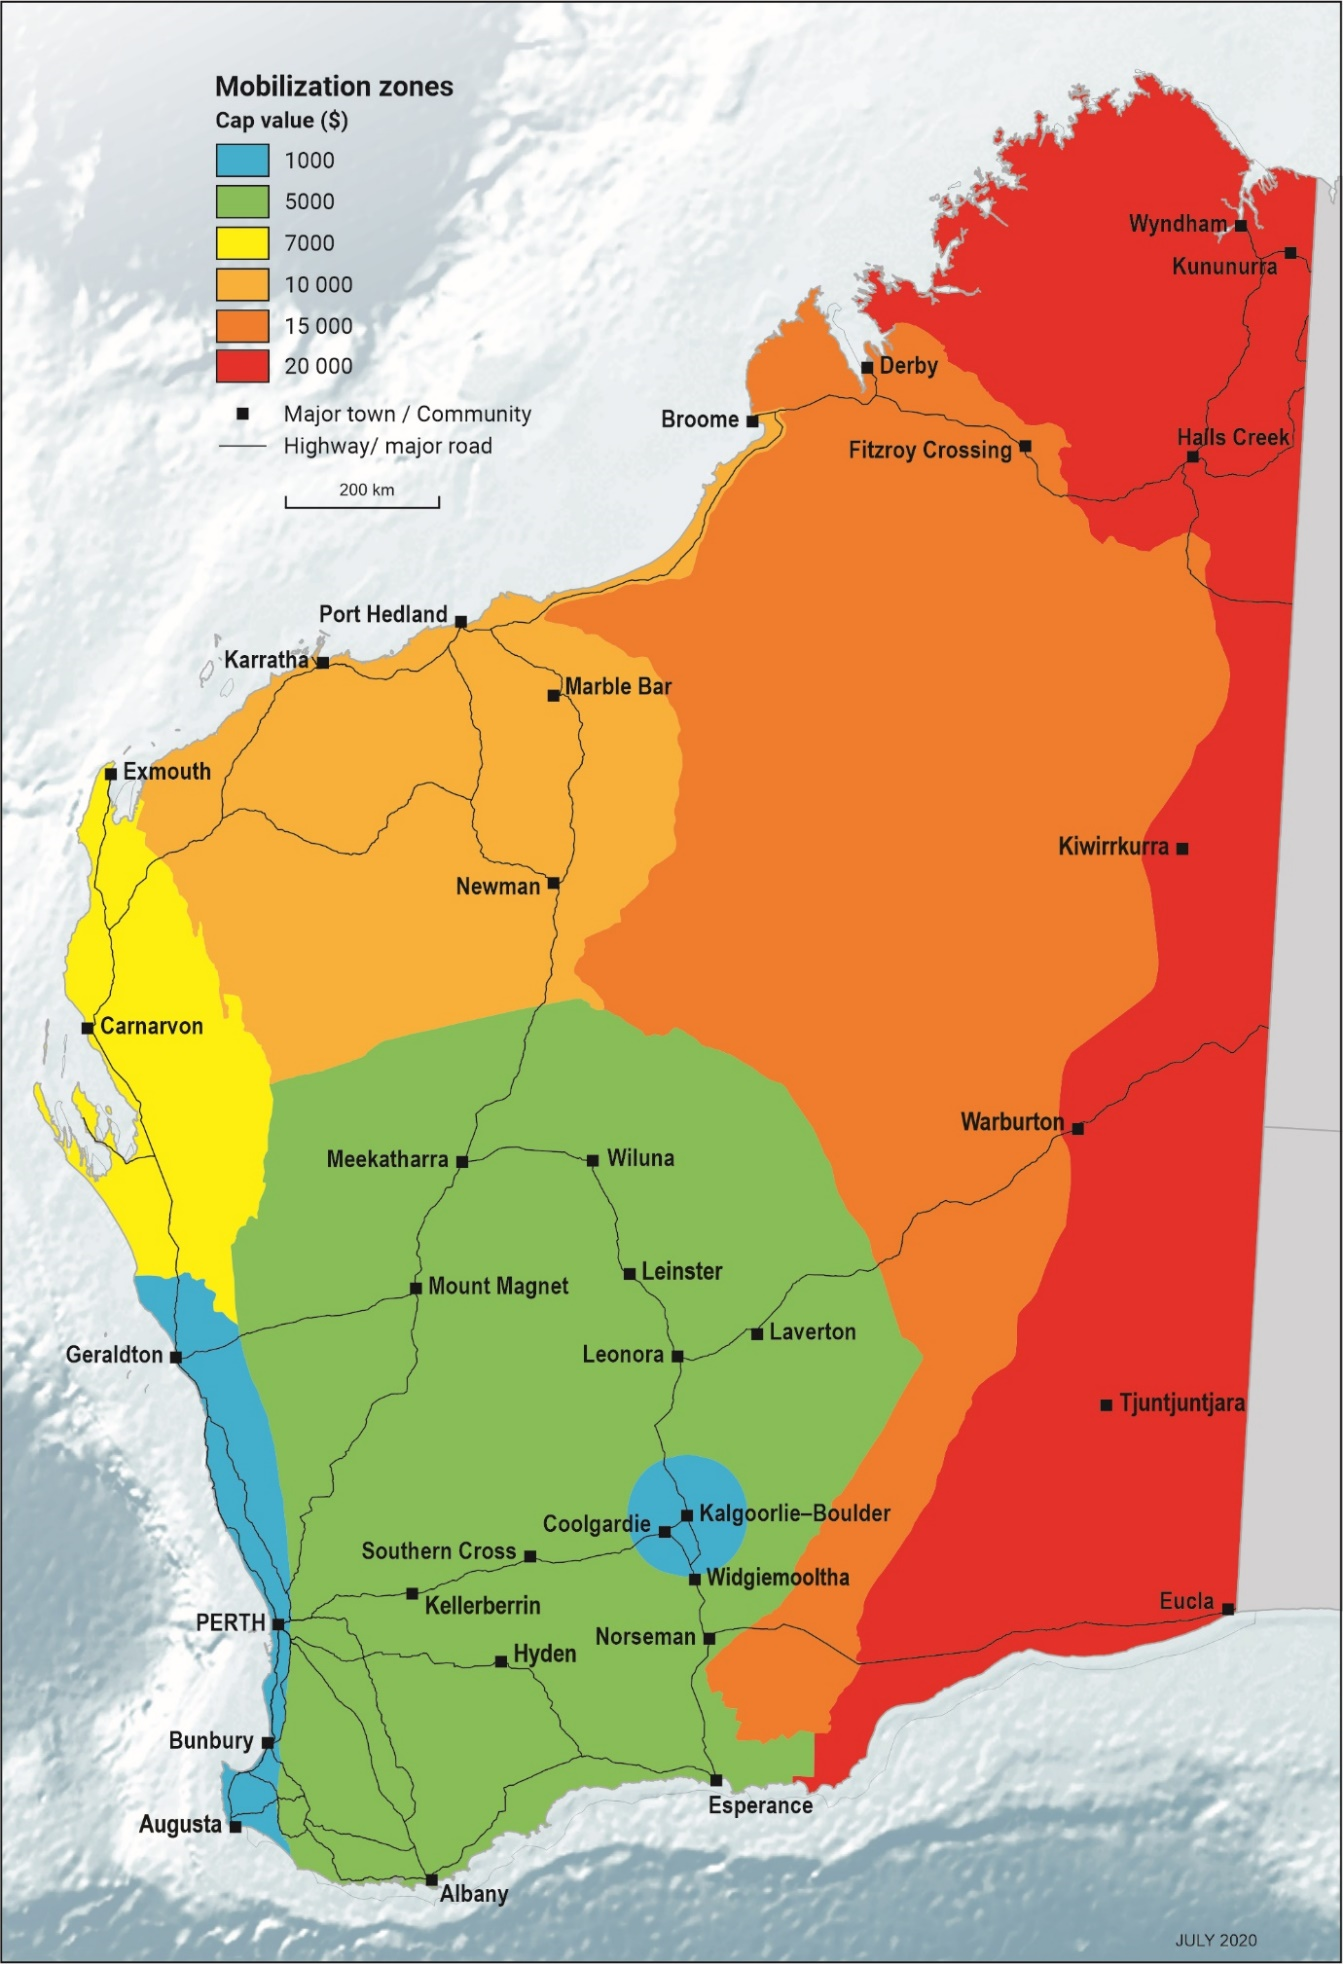 Mobilization zones
Cap value ($)
1000
5000
7000
10 000
15 000
20 000
Major town / Community
Highway/ major road
200 km
Wyndham
Kununurra
Derby
Broome
Fitzroy Crossing
Halls Creek
Port Hedland
Karratha
Marble Bar
Exmouth
Kiwirrkurra
Newman
Carnarvon
Warburton
Meekatharra
Wiluna
Leinster
Mount Magnet
Laverton
Leonora
Geraldton
Tjuntjuntjara
Kalgoorlie–Boulder
Coolgardie
Southern Cross
Widgiemooltha
Kellerberrin
Eucla
PERTH
Norseman
Hyden
Bunbury
Esperance
Augusta
Albany
JULY 2020